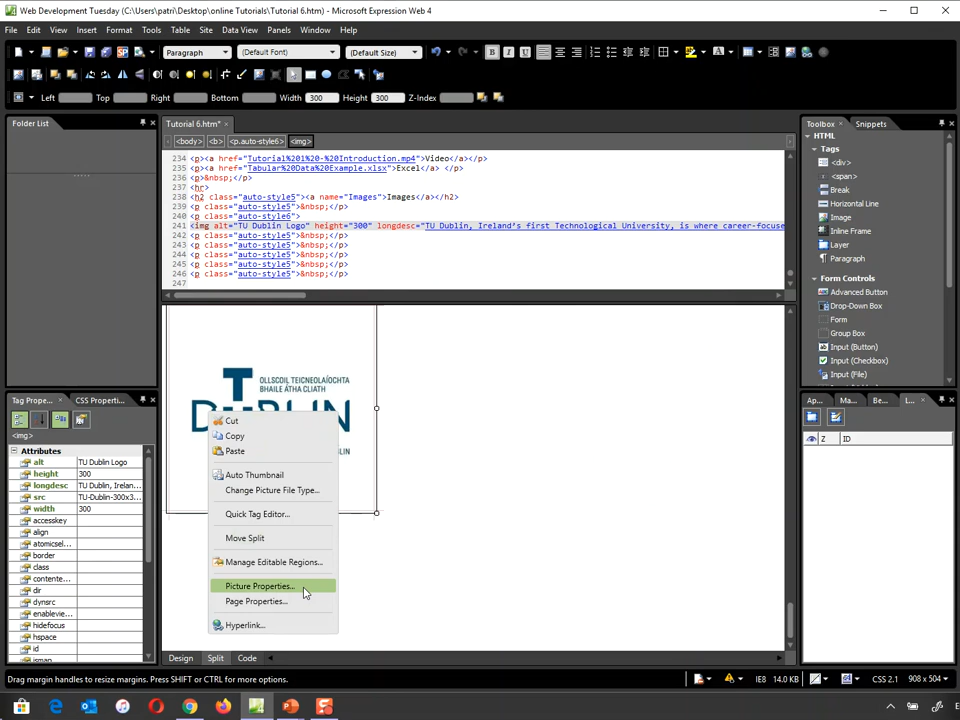 Web Development Tuesday (C:\Users\patri\Desktop\online Tutorials\Tutorial 6.htm) - Microsoft Expression Web 4
File Edit View Insert Format Tools Table Site Data View Panels Window Help
Paragraph (Default Font) (Default Size) B I U A
Left Top Right Bottom Width 300 Height 300 Z-Index
Folder List
Tutorial 6.htm*
<body> <b> <p.auto-style6> <img>
234 <p><a href="Tutorial%201%20-%20Introduction.mp4">Video</a></p>
235 <p><a href="Tabular%20Data%20Example.xlsx">Excel</a> </p>
236 <p>&nbsp;</p>
237 <hr>
238 <h2 class="auto-style5"><a name="Images">Images</a></h2>
239 <p class="auto-style5">&nbsp;</p>
240 <p class="auto-style6">
241 <img alt="TU Dublin Logo" height="300" longdesc="TU Dublin, Ireland's first Technological University, is where career-focuse
242 <p class="auto-style5">&nbsp;</p>
243 <p class="auto-style5">&nbsp;</p>
244 <p class="auto-style5">&nbsp;</p>
245 <p class="auto-style5">&nbsp;</p>
246 <p class="auto-style5">&nbsp;</p>
247
OLLSCOIL TEICNEOLAÍOCHTA
BHAILE ÁTHA CLIATH
DUBLIN
Cut
Copy
Paste
Auto Thumbnail
Change Picture File Type...
Quick Tag Editor...
Move Split
Manage Editable Regions...
Picture Properties...
Page Properties...
Hyperlink...
Design Split Code
Toolbox Snippets
HTML
Tags
<div>
<span>
Break
Horizontal Line
Image
Inline Frame
Layer
Paragraph
Form Controls
Advanced Button
Drop-Down Box
Form
Group Box
Input (Button)
Input (Checkbox)
Input (File)
Tag Prope... CSS Properti...
<img>
Attributes
alt TU Dublin Logo
height 300
longdesc TU Dublin, Irelan...
src TU-Dublin-300x3...
width 300
accesskey
align
atomicsel...
border
class
contente...
dir
dynsrc
enablevie...
hidefocus
hspace
id
isman
Ap... Ma... Be... L...
Z ID
Drag margin handles to resize margins. Press SHIFT or CTRL for more options.
IE8 14.0 KB CSS 2.1 908 x 504